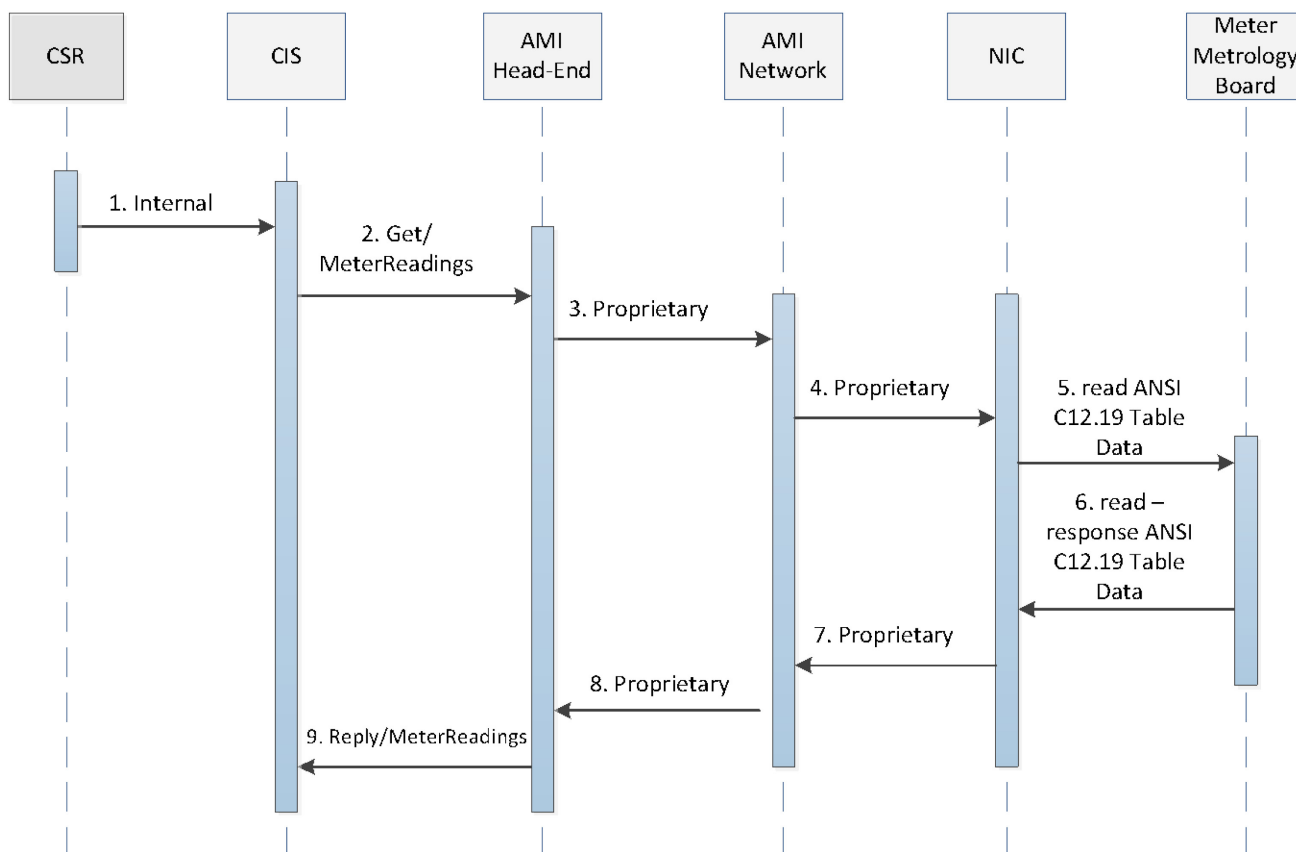 CSR
CIS
AMI
Head-End
AMI
Network
NIC
Meter
Metrology
Board
1. Internal
2. Get/
MeterReadings
3. Proprietary
4. Proprietary
5. read ANSI
C12.19 Table
Data
6. read –
response ANSI
C12.19 Table
Data
7. Proprietary
8. Proprietary
9. Reply/MeterReadings